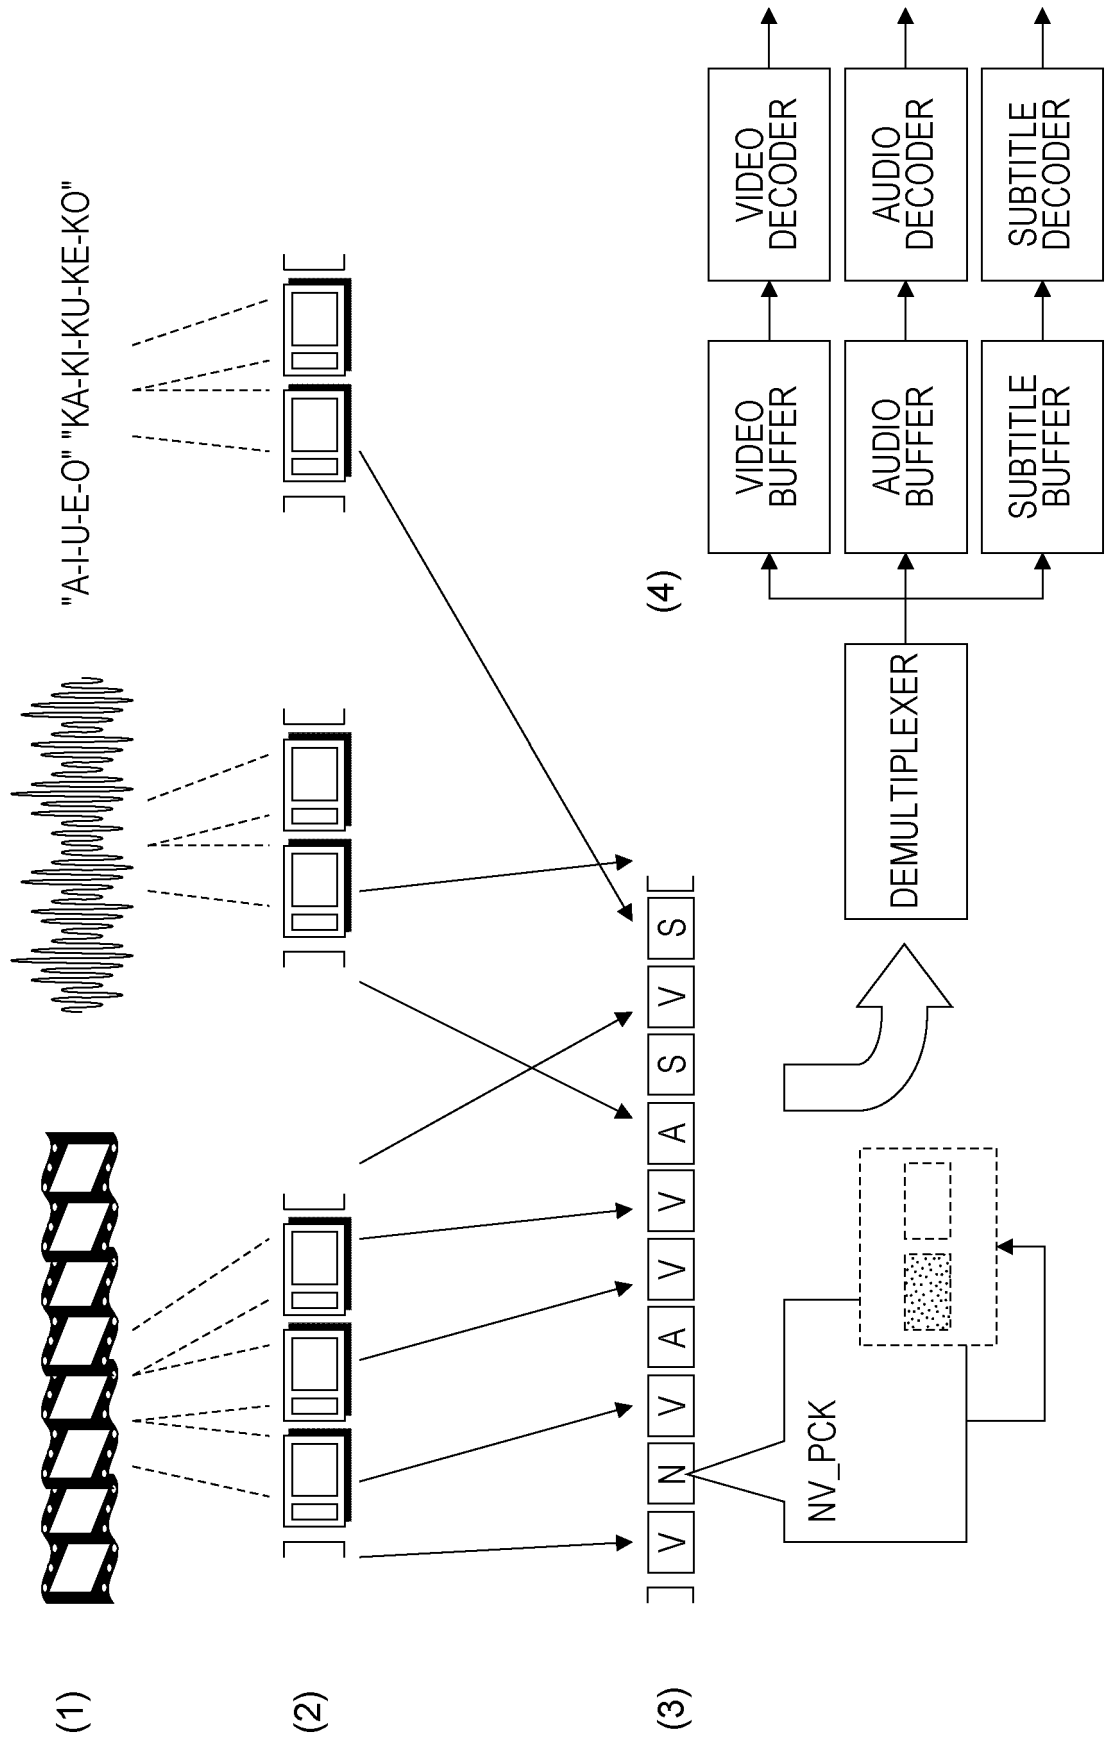 (1)
"A-I-U-E-O" "KA-KI-KU-KE-KO"
(2)
(3)
V N V A V V A S V S
NV_PCK
(4)
DEMULTIPLEXER
VIDEO
BUFFER
VIDEO
DECODER
AUDIO
BUFFER
AUDIO
DECODER
SUBTITLE
BUFFER
SUBTITLE
DECODER